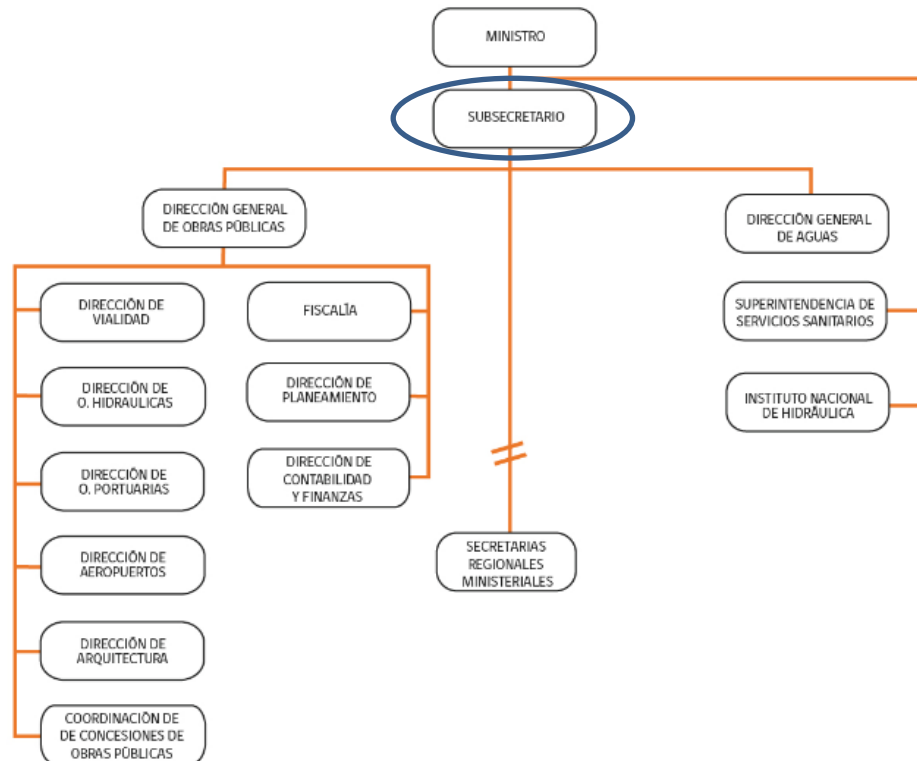 MINISTRO
SUBSECRETARIO
DIRECCIÓN GENERAL
DE OBRAS PÚBLICAS
DIRECCIÓN GENERAL
DE AGUAS
DIRECCIÓN DE
VIALIDAD
FISCALÍA
SUPERINTENDENCIA DE
SERVICIOS SANITARIOS
DIRECCIÓN DE
O. HIDRAULICAS
DIRECCIÓN DE
PLANEAMIENTO
INSTITUTO NACIONAL
DE HIDRÁULICA
DIRECCIÓN DE
O. PORTUARIAS
DIRECCIÓN DE
CONTABILIDAD
Y FINANZAS
SECRETARIAS
REGIONALES
MINISTERIALES
DIRECCIÓN DE
AEROPUERTOS
DIRECCIÓN DE
ARQUITECTURA
COORDINACIÓN DE
DE CONCESIONES DE
OBRAS PÚBLICAS